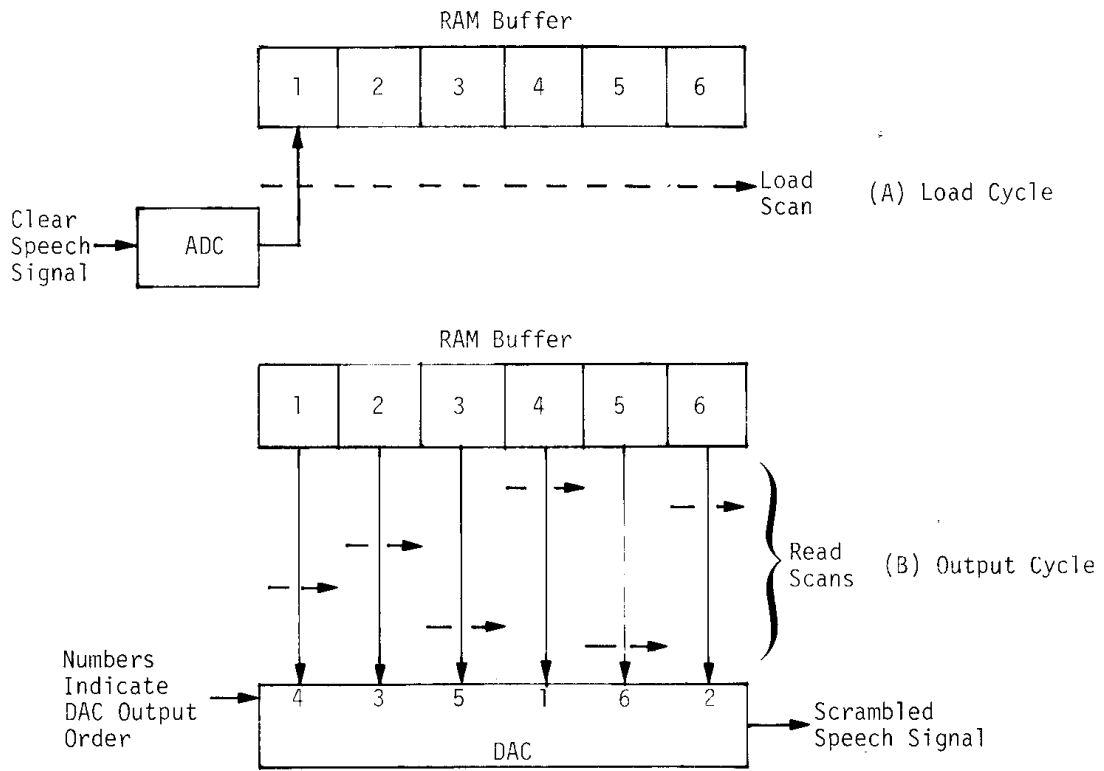 RAM Buffer
1 2 3 4 5 6
Load
Scan
(A) Load Cycle
Clear
Speech
Signal
ADC
RAM Buffer
1 2 3 4 5 6
Read
Scans
(B) Output Cycle
Numbers
Indicate
DAC Output
Order
4 3 5 1 6 2
DAC
Scrambled
Speech Signal